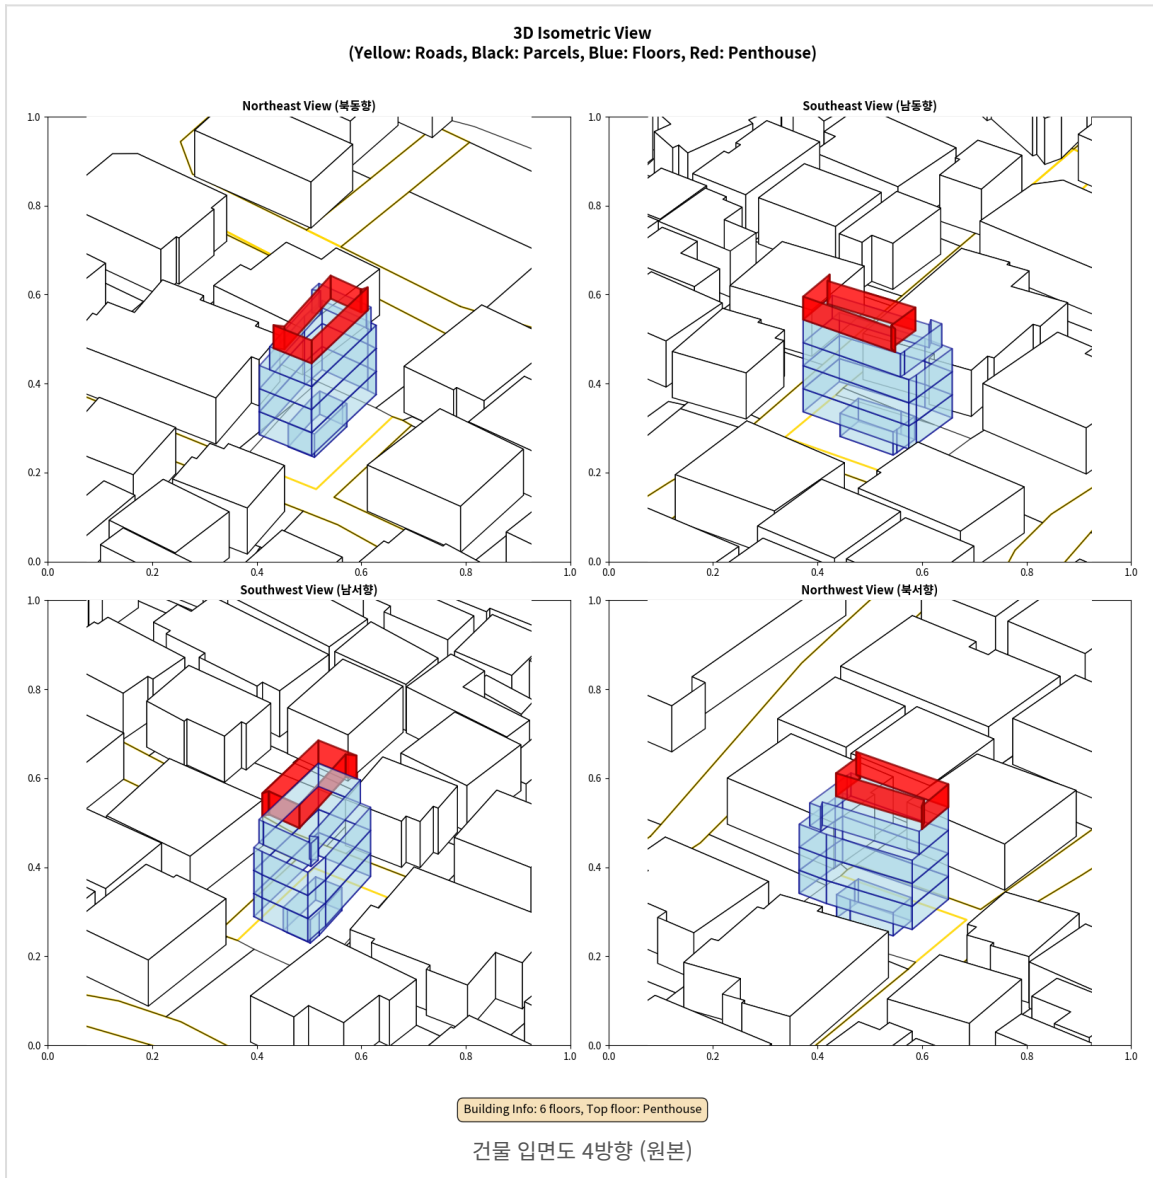 3D Isometric View
(Yellow: Roads, Black: Parcels, Blue: Floors, Red: Penthouse)
Northeast View (북동향)
1.0
0.8
0.6
0.4
0.2
0.0
0.0 0.2 0.4 0.6 0.8 1.0
Southeast View (남동향)
1.0
0.8
0.6
0.4
0.2
0.0
0.0 0.2 0.4 0.6 0.8 1.0
Southwest View (남서향)
1.0
0.8
0.6
0.4
0.2
0.0
0.0 0.2 0.4 0.6 0.8 1.0
Northwest View (북서향)
1.0
0.8
0.6
0.4
0.2
0.0
0.0 0.2 0.4 0.6 0.8 1.0
Building Info: 6 floors, Top floor: Penthouse
건물 입면도 4방향 (원본)